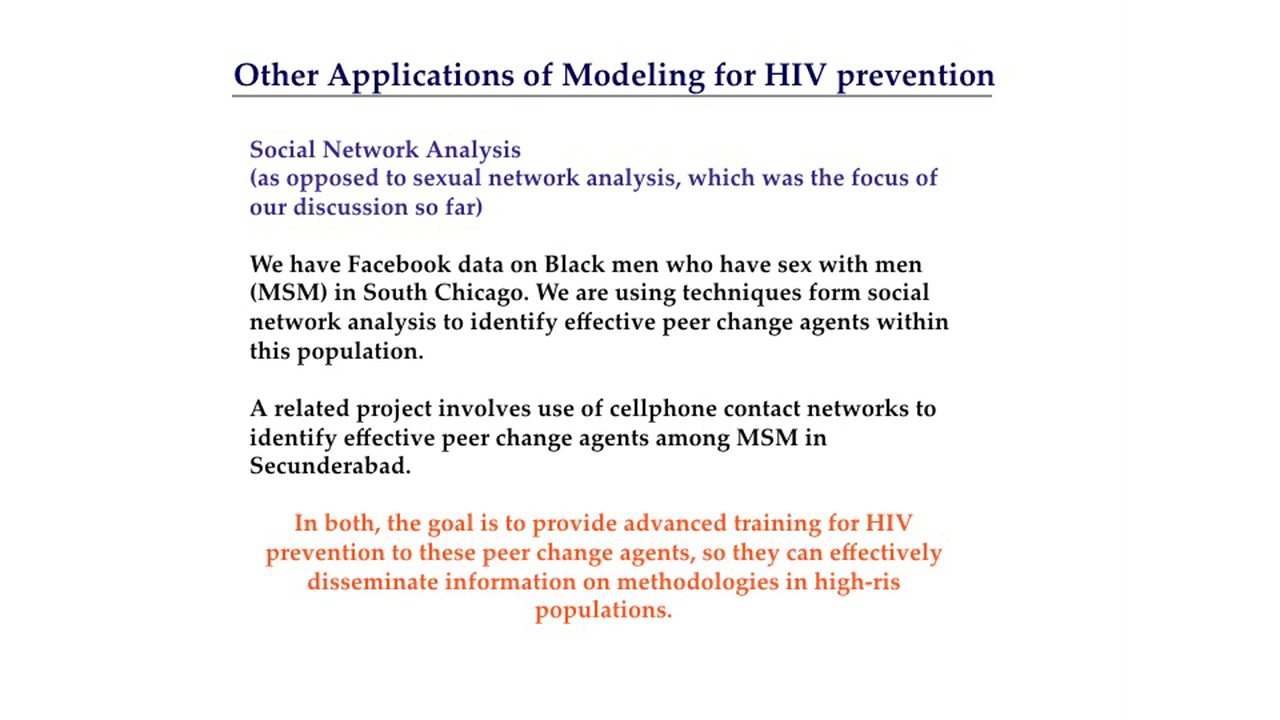 Other Applications of Modeling for HIV prevention
Social Network Analysis
(as opposed to sexual network analysis, which was the focus of
our discussion so far)
We have Facebook data on Black men who have sex with men
(MSM) in South Chicago. We are using techniques form social
network analysis to identify effective peer change agents within
this population.
A related project involves use of cellphone contact networks to
identify effective peer change agents among MSM in
Secunderabad.
In both, the goal is to provide advanced training for HIV
prevention to these peer change agents, so they can effectively
disseminate information on methodologies in high-ris
populations.